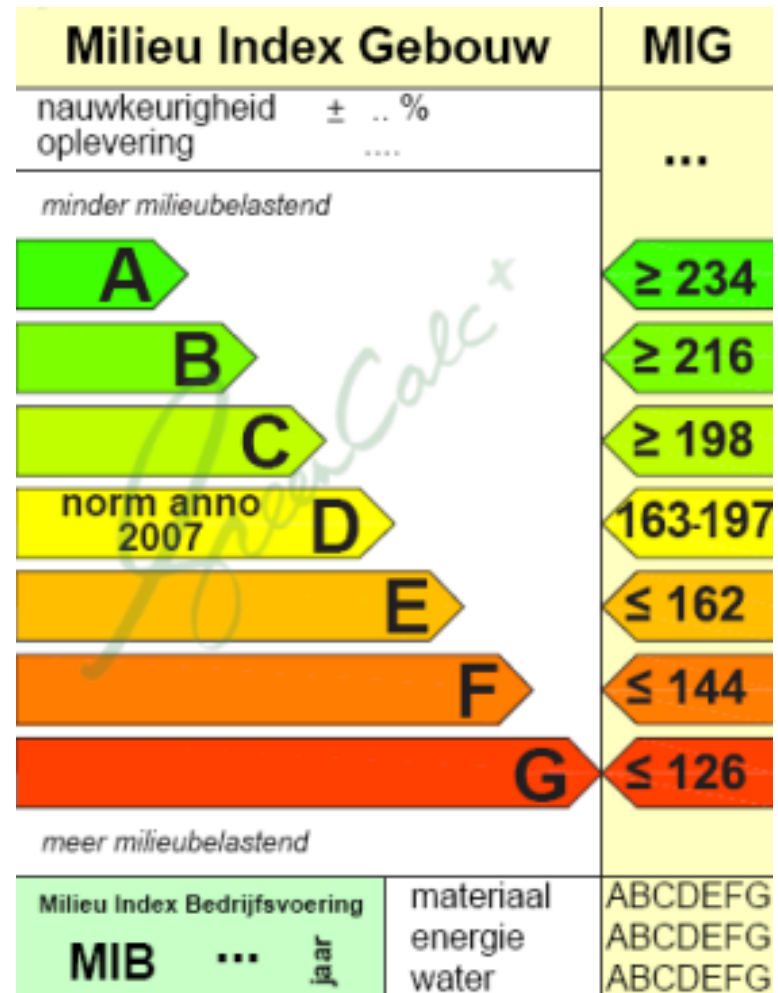 Milieu Index Gebouw MIG
nauwkeurigheid ± .. %
oplevering ....
...
minder milieubelastend
A ≥ 234
B ≥ 216
C ≥ 198
norm anno
2007 D 163-197
E ≤ 162
F ≤ 144
G ≤ 126
meer milieubelastend
GreenCalc+
Milieu Index Bedrijfsvoering
MIB ... jaar
materiaal ABCDEFG
energie ABCDEFG
water ABCDEFG